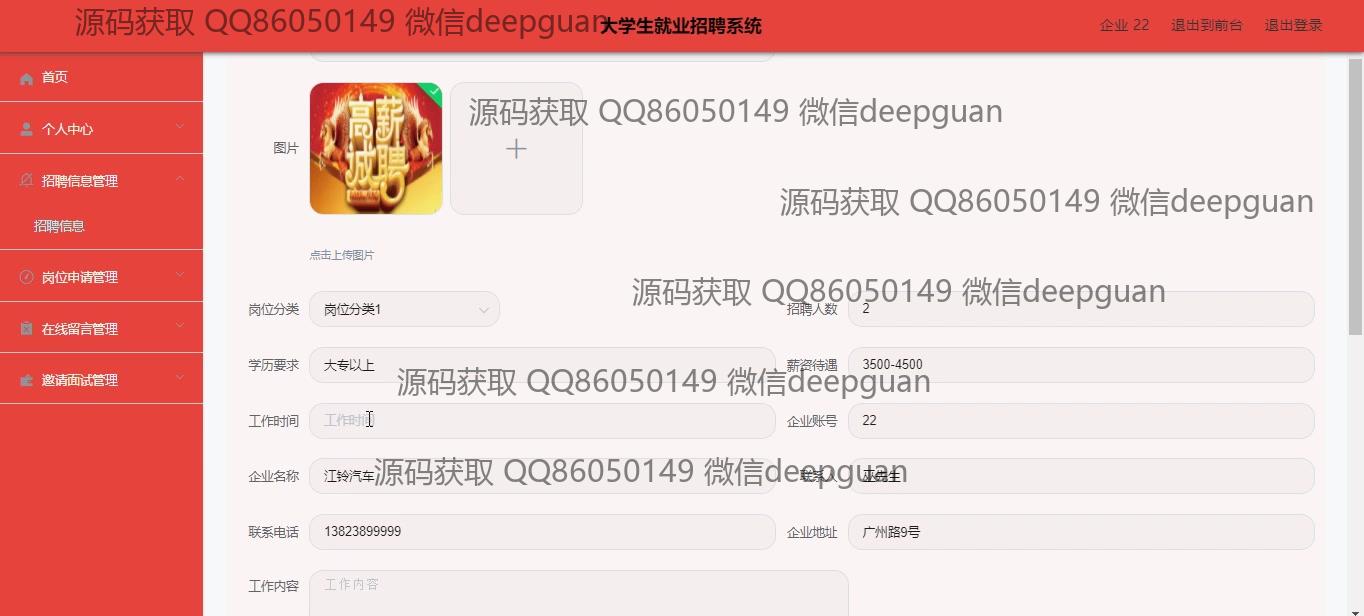 源码获取 QQ86050149 微信deepguan
大学生就业招聘系统
企业 22 退出到前台 退出登录
首页
个人中心
招聘信息管理
招聘信息
岗位申请管理
在线留言管理
邀请面试管理
图片
高薪
诚聘
源码获取 QQ86050149 微信deepguan
源码获取 QQ86050149 微信deepguan
点击上传图片
源码获取 QQ86050149 微信deepguan
岗位分类 岗位分类1 招聘人数 2
学历要求 大专以上 薪资待遇 3500-4500
源码获取 QQ86050149 微信deepguan
工作时间 工作时间 企业账号 22
源码获取 QQ86050149 微信deepguan
企业名称 江铃汽车 联系人 巫先生
联系电话 13823899999 企业地址 广州路9号
工作内容 工作内容